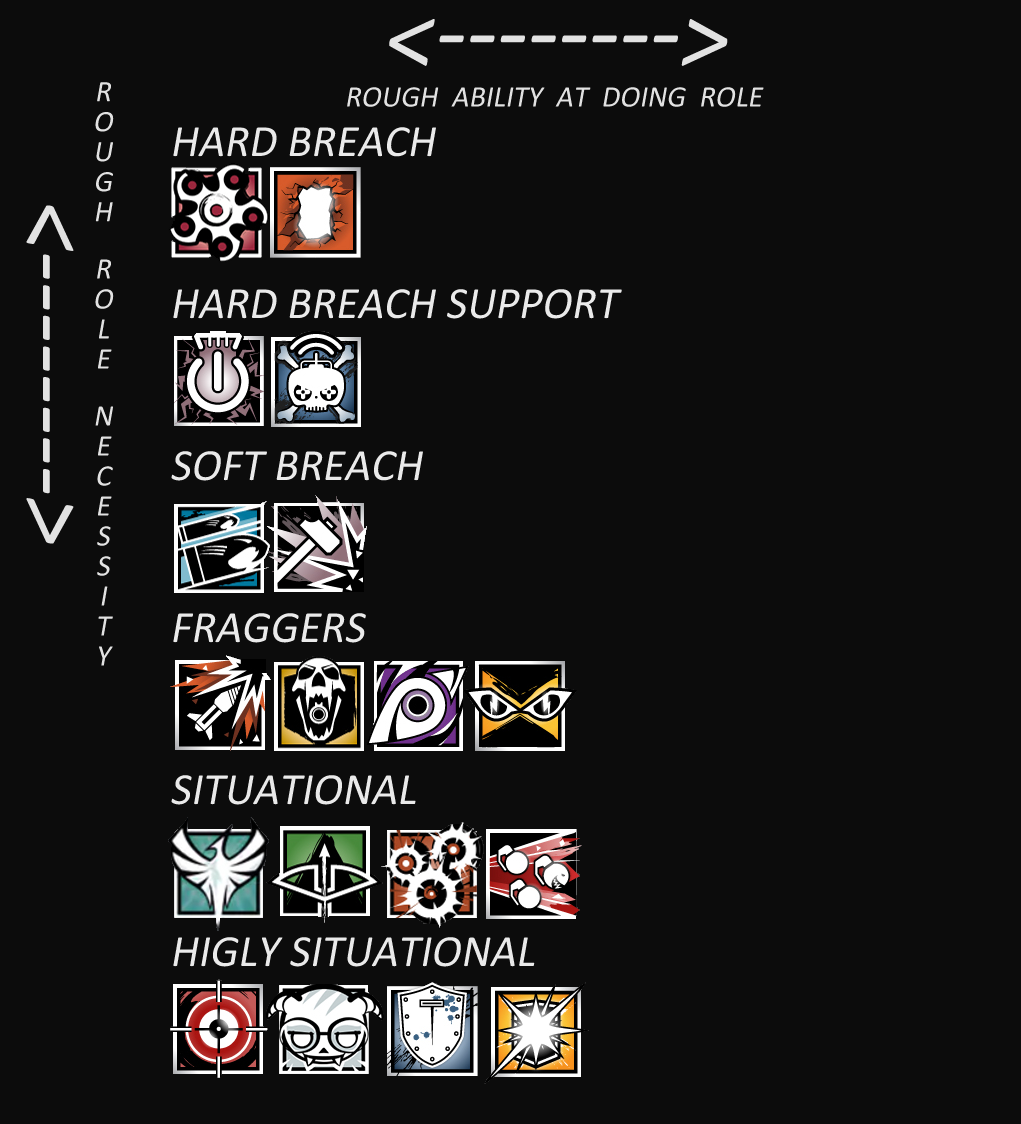 ROUGH ABILITY AT DOING ROLE
ROUGH ROLE NECESSITY
HARD BREACH
HARD BREACH SUPPORT
SOFT BREACH
FRAGGERS
SITUATIONAL
HIGLY SITUATIONAL